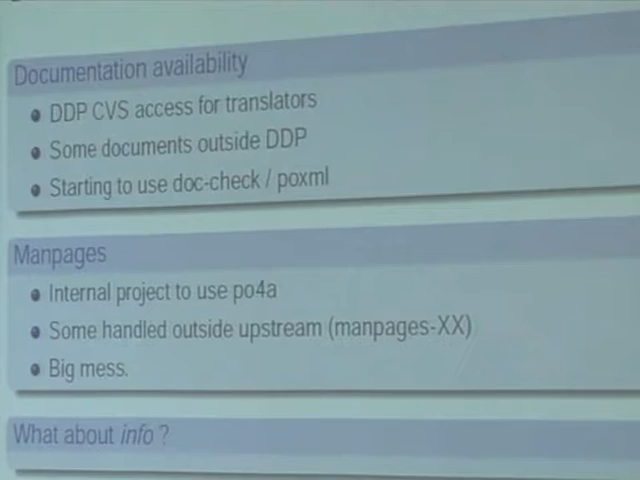 Documentation availability
DDP CVS access for translators
Some documents outside DDP
Starting to use doc-check / poxml
Manpages
Internal project to use po4a
Some handled outside upstream (manpages-XX)
Big mess.
What about info ?